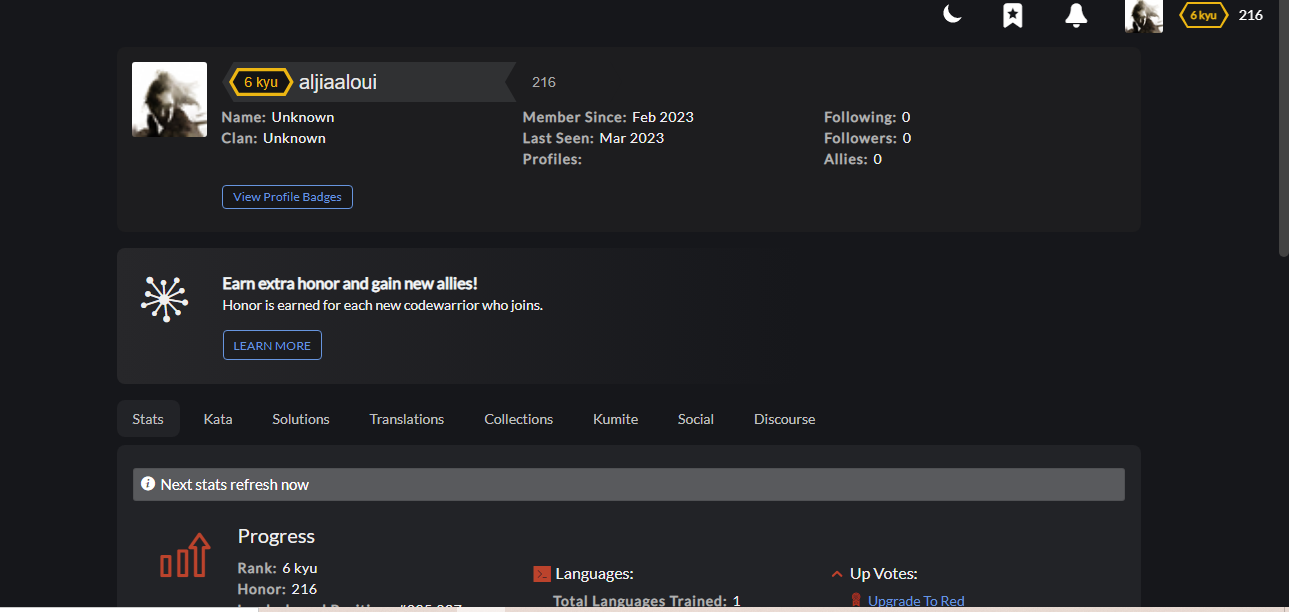 6 kyu 216
6 kyu aljiaaloui 216
Name: Unknown
Clan: Unknown
Member Since: Feb 2023
Last Seen: Mar 2023
Profiles:
Following: 0
Followers: 0
Allies: 0
View Profile Badges
Earn extra honor and gain new allies!
Honor is earned for each new codewarrior who joins.
LEARN MORE
Stats Kata Solutions Translations Collections Kumite Social Discourse
Next stats refresh now
Progress
Rank: 6 kyu
Honor: 216
Languages:
Total Languages Trained: 1
Up Votes:
Upgrade To Red